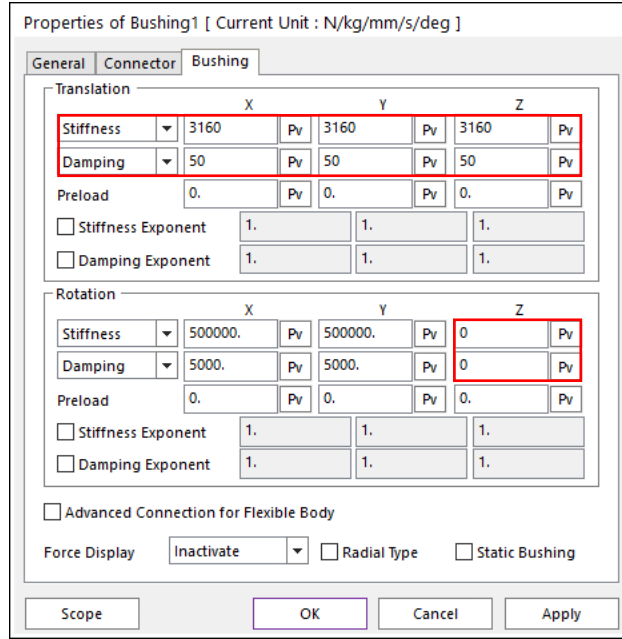 Properties of Bushing1 [ Current Unit : N/kg/mm/s/deg ]
General Connector Bushing
Translation
X Y Z
Stiffness 3160 Pv 3160 Pv 3160 Pv
Damping 50 Pv 50 Pv 50 Pv
Preload 0. Pv 0. Pv 0. Pv
Stiffness Exponent 1. 1. 1.
Damping Exponent 1. 1. 1.
Rotation
X Y Z
Stiffness 500000. Pv 500000. Pv 0 Pv
Damping 5000. Pv 5000. Pv 0 Pv
Preload 0. Pv 0. Pv 0. Pv
Stiffness Exponent 1. 1. 1.
Damping Exponent 1. 1. 1.
Advanced Connection for Flexible Body
Force Display Inactivate Radial Type Static Bushing
Scope OK Cancel Apply